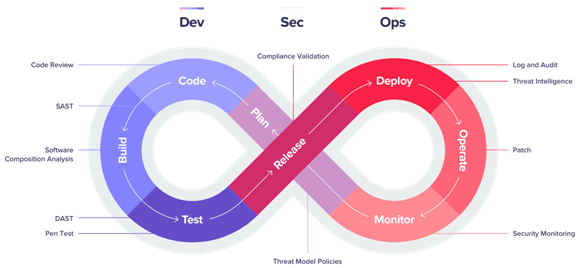 Dev
Sec
Ops
Compliance Validation
Code Review
Log and Audit
Code
Deploy
Threat Intelligence
SAST
Plan
Build
Release
Operate
Software
Composition Analysis
Patch
DAST
Test
Monitor
Pen Test
Security Monitoring
Threat Model Policies